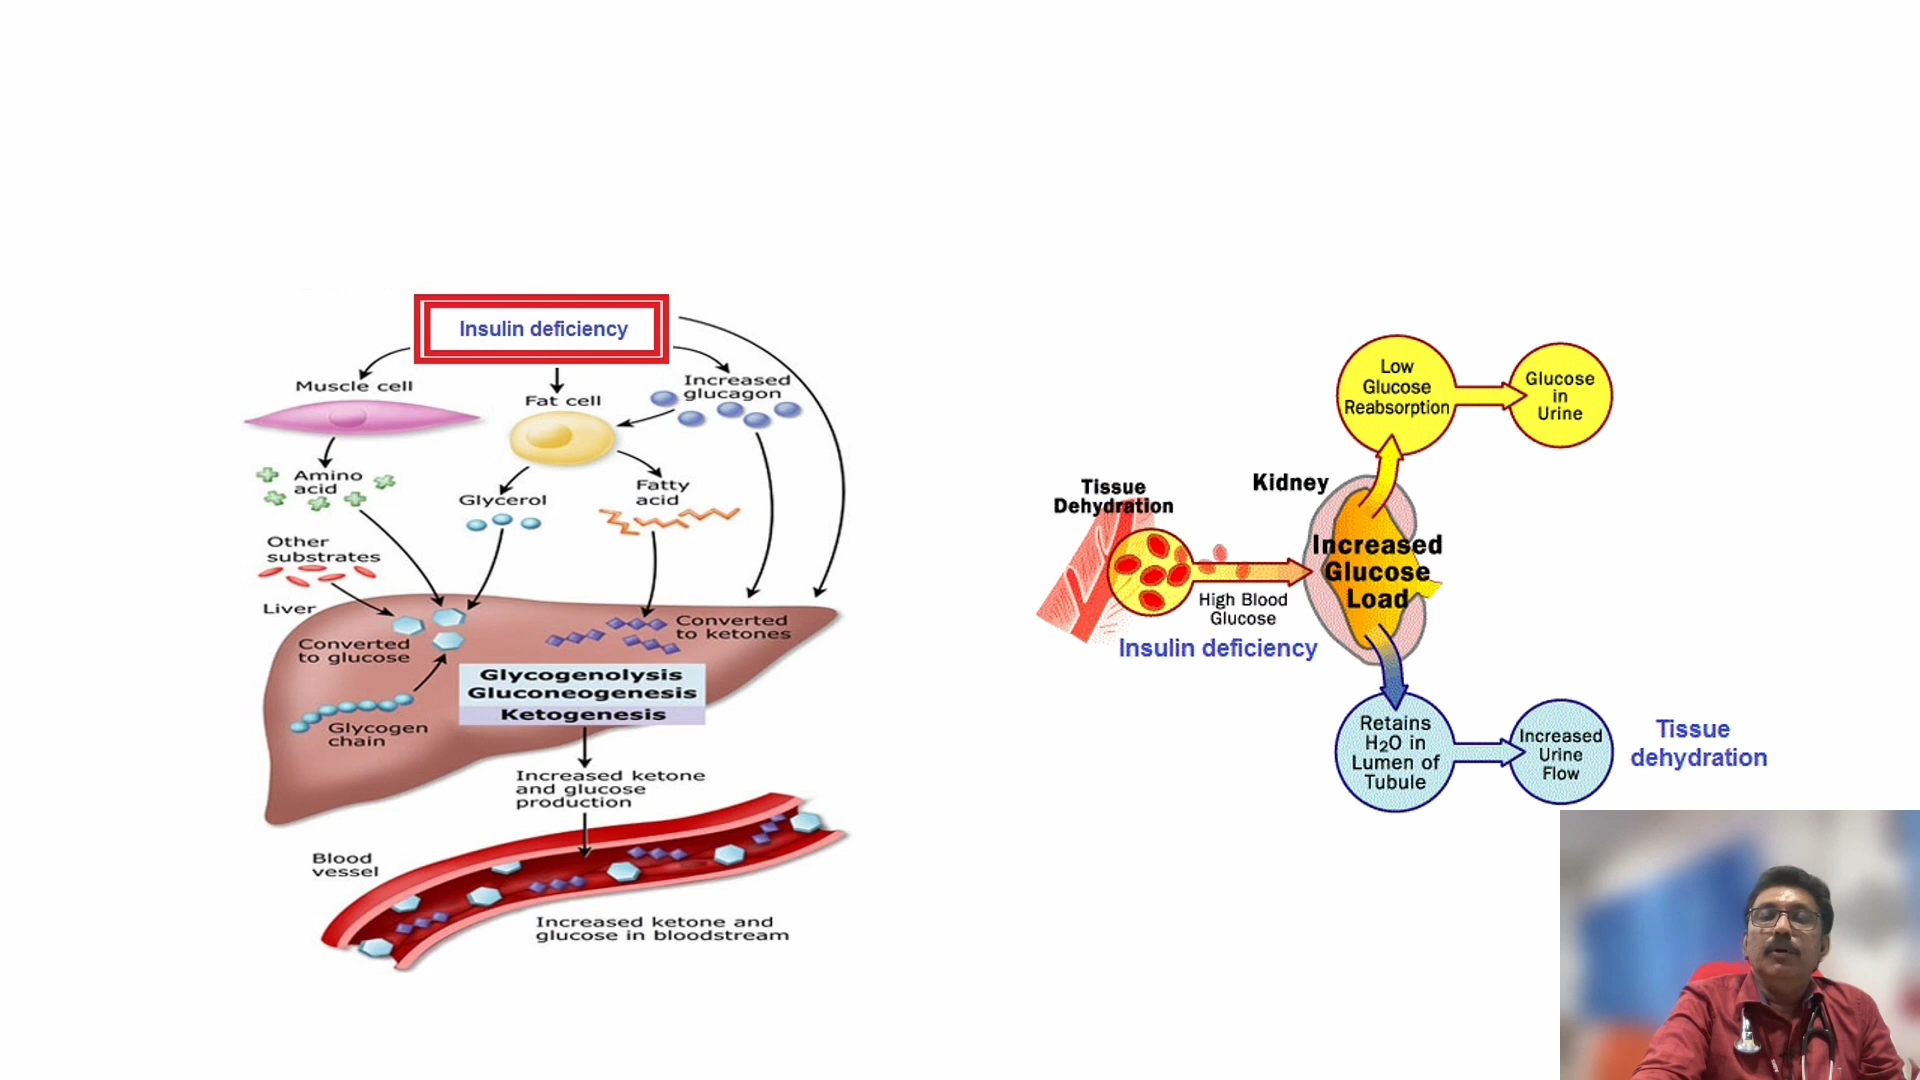 Insulin deficiency
Muscle cell
Fat cell
Increased
glucagon
Amino
acid
Glycerol
Fatty
acid
Other
substrates
Liver
Converted
to glucose
Converted
to ketones
Glycogenolysis
Gluconeogenesis
Ketogenesis
Glycogen
chain
Increased ketone
and glucose
production
Blood
vessel
Increased ketone and
glucose in bloodstream
Low
Glucose
Reabsorption
Glucose
in
Urine
Tissue
Dehydration
Kidney
Increased
Glucose
Load
High Blood
Glucose
Insulin deficiency
Retains
H2O in
Lumen of
Tubule
Increased
Urine
Flow
Tissue
dehydration